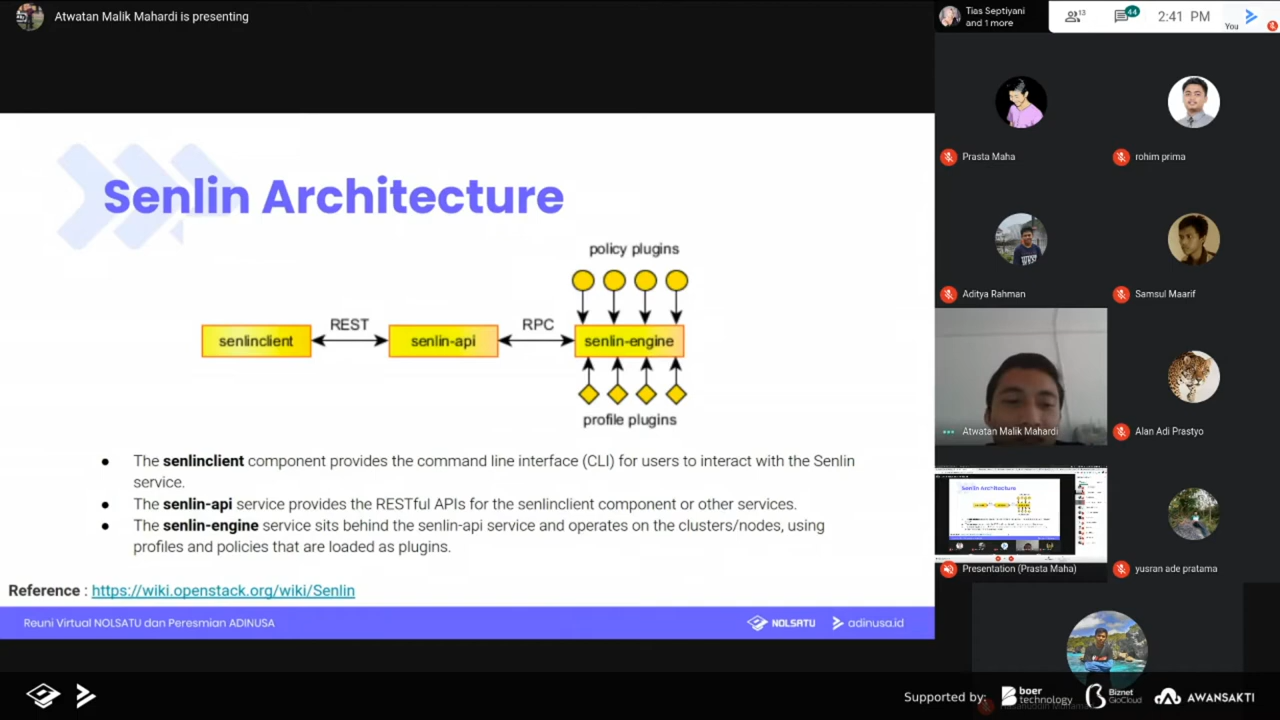 Atwatan Malik Mahardi is presenting
Tias Septiyani
and 1 more
13
44
2:41 PM
You
Senlin Architecture
policy plugins
senlinclient
REST
senlin-api
RPC
senlin-engine
profile plugins
● The senlinclient component provides the command line interface (CLI) for users to interact with the Senlin
service.
● The senlin-api service provides the RESTful APIs for the senlinclient component or other services.
● The senlin-engine service sits behind the senlin-api service and operates on the clusters/nodes, using
profiles and policies that are loaded as plugins.
Reference : https://wiki.openstack.org/wiki/Senlin
Reuni Virtual NOLSATU dan Peresmian ADINUSA
NOLSATU
adinusa.id
Prasta Maha
rohim prima
Aditya Rahman
Samsul Maarif
Atwatan Malik Mahardi
Alan Adi Prastyo
Senlin Architecture
Presentation (Prasta Maha)
yusran ade pratama
Supported by:
boer
technology
Biznet
GioCloud
AWANSAKTI